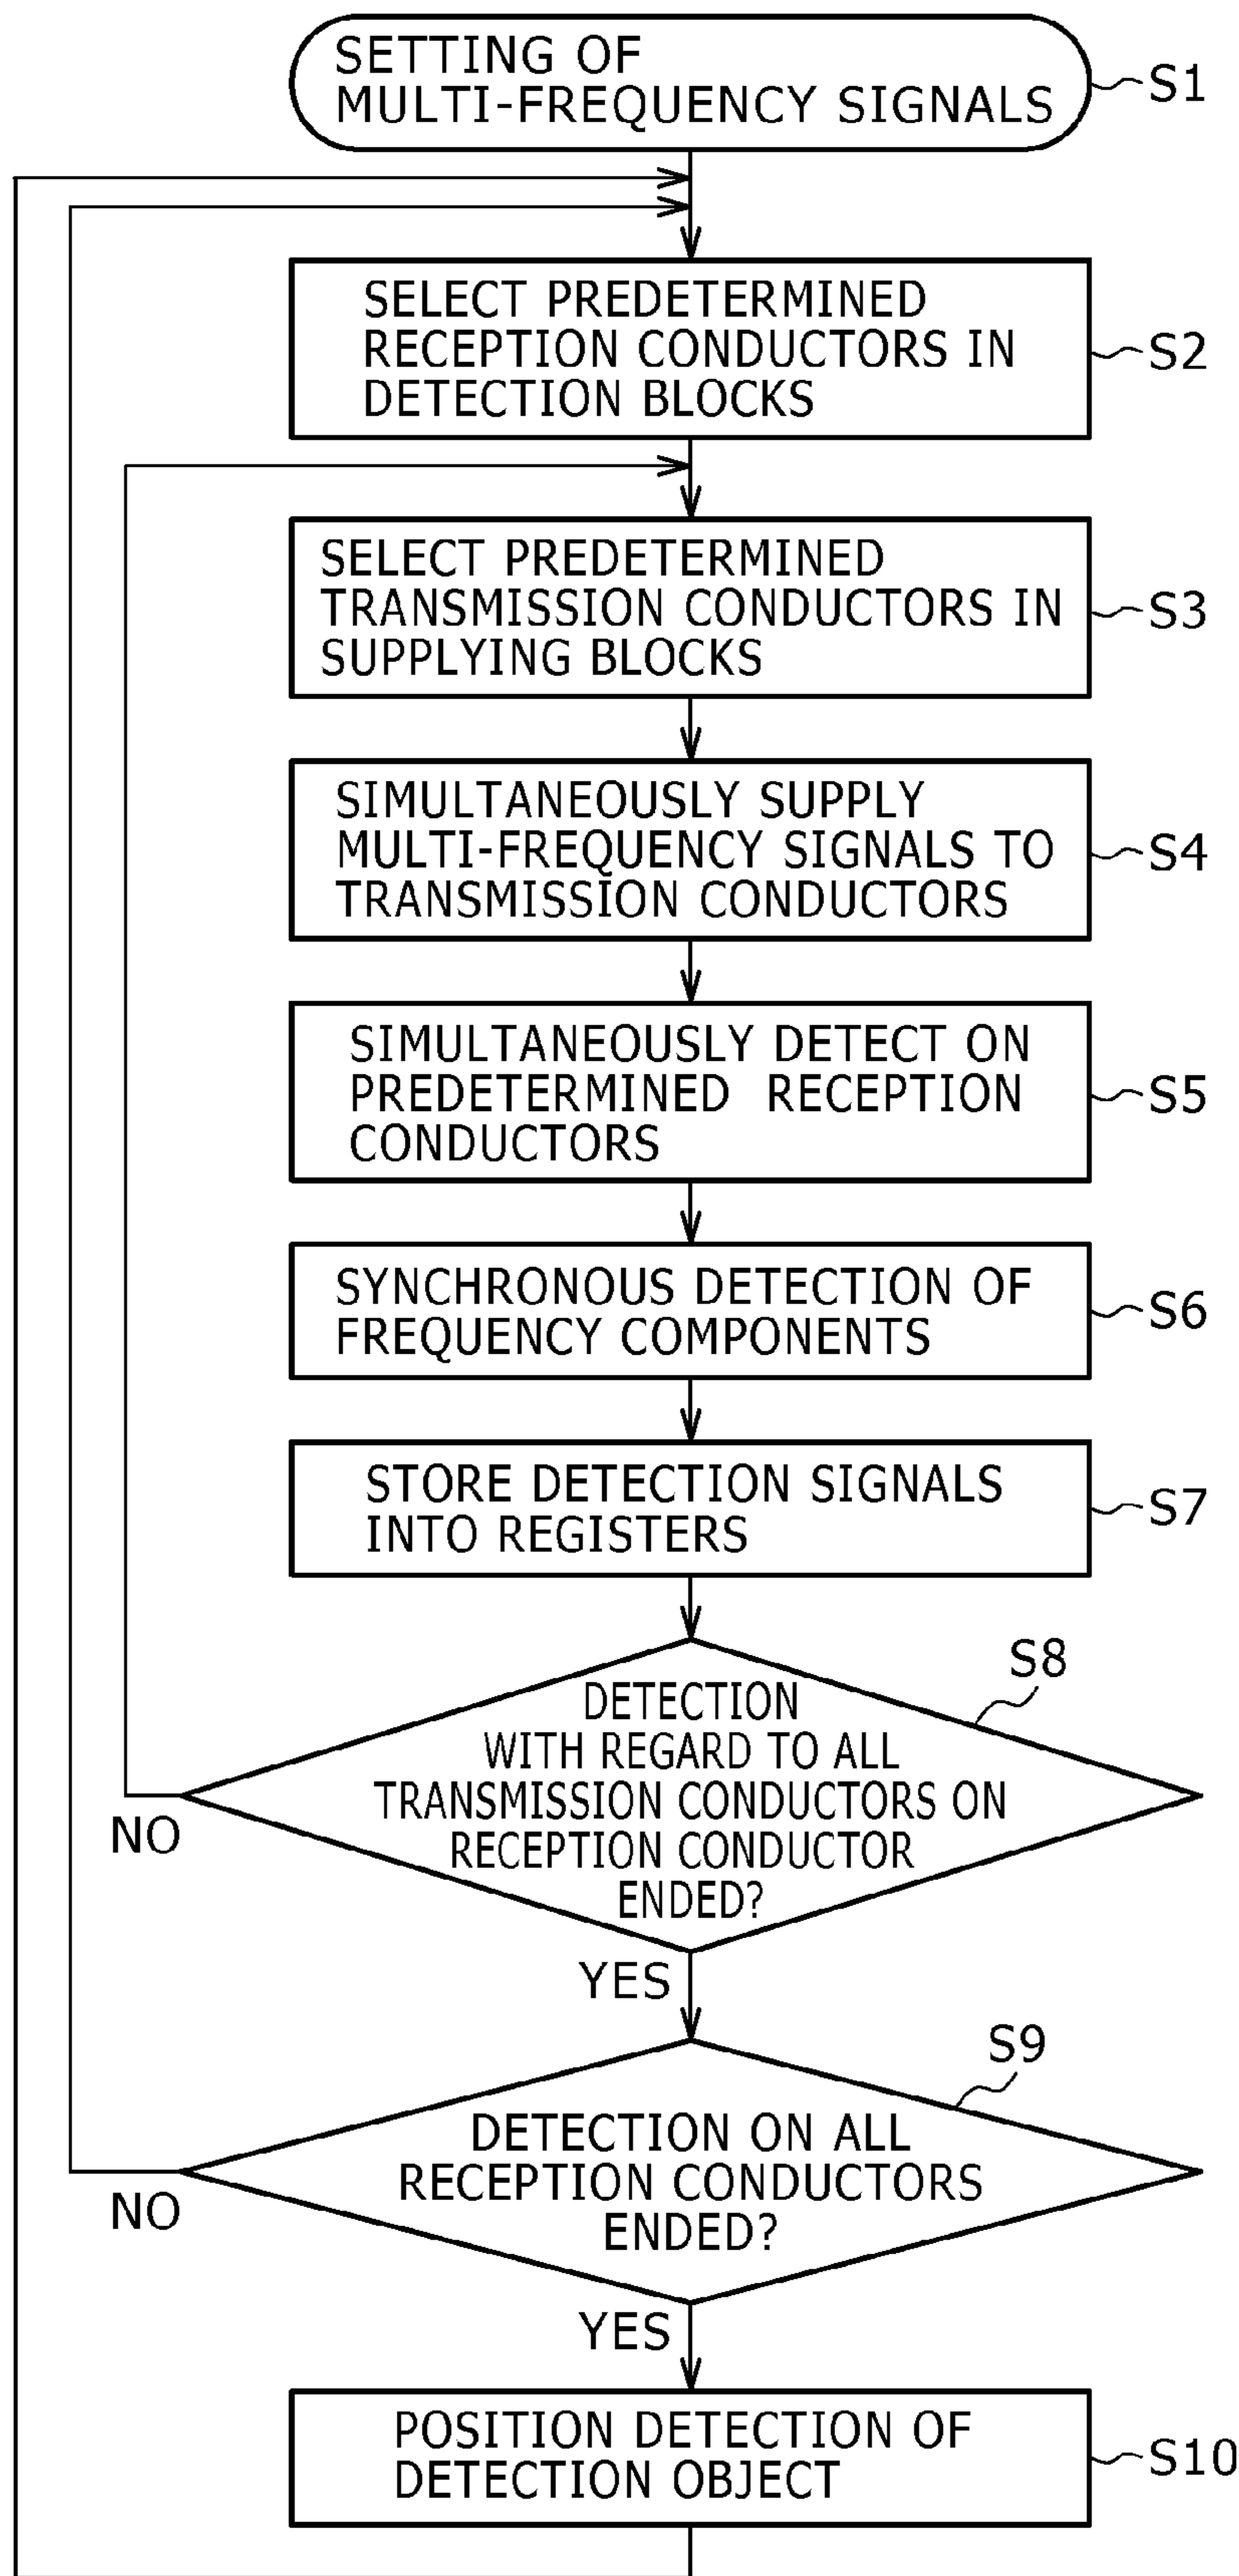 SETTING OF
MULTI-FREQUENCY SIGNALS
S1
SELECT PREDETERMINED
RECEPTION CONDUCTORS IN
DETECTION BLOCKS
S2
SELECT PREDETERMINED
TRANSMISSION CONDUCTORS IN
SUPPLYING BLOCKS
S3
SIMULTANEOUSLY SUPPLY
MULTI-FREQUENCY SIGNALS TO
TRANSMISSION CONDUCTORS
S4
SIMULTANEOUSLY DETECT ON
PREDETERMINED RECEPTION
CONDUCTORS
S5
SYNCHRONOUS DETECTION OF
FREQUENCY COMPONENTS
S6
STORE DETECTION SIGNALS
INTO REGISTERS
S7
S8
DETECTION
WITH REGARD TO ALL
TRANSMISSION CONDUCTORS ON
RECEPTION CONDUCTOR
ENDED?
NO
YES
S9
DETECTION ON ALL
RECEPTION CONDUCTORS
ENDED?
NO
YES
POSITION DETECTION OF
DETECTION OBJECT
S10